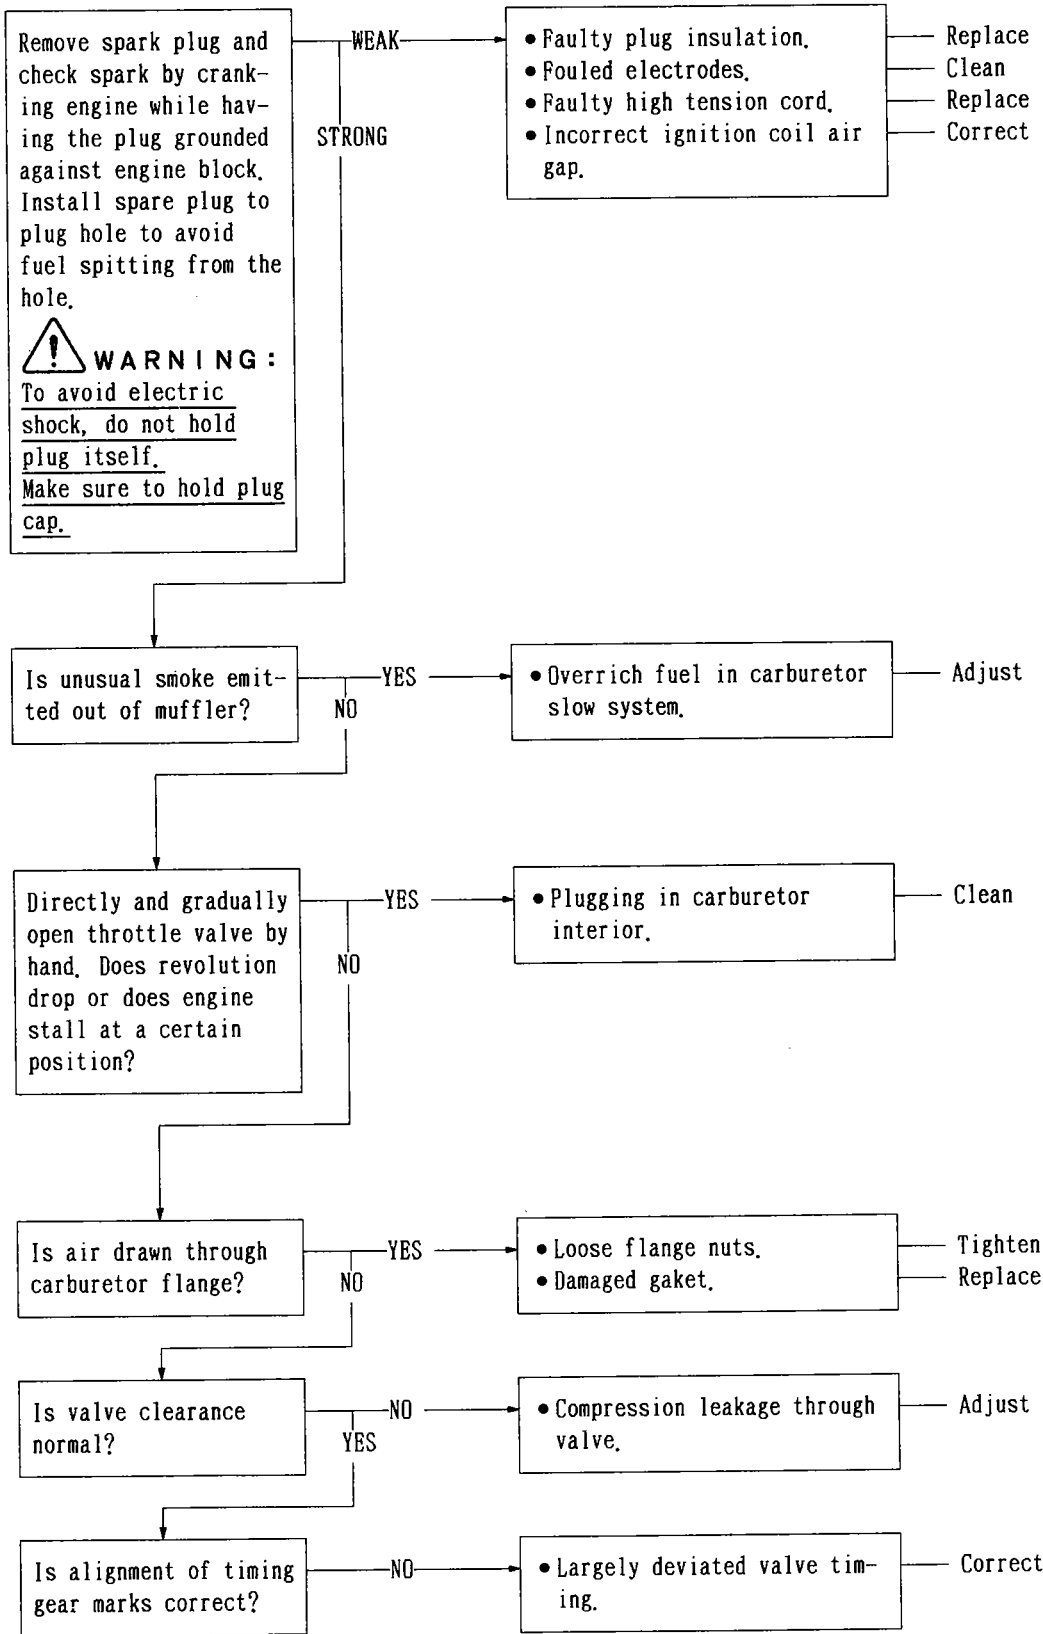 Remove spark plug and
check spark by crank-
ing engine while hav-
ing the plug grounded
against engine block.
Install spare plug to
plug hole to avoid
fuel spitting from the
hole.
WARNING:
To avoid electric
shock, do not hold
plug itself.
Make sure to hold plug
cap.
WEAK
STRONG
• Faulty plug insulation.
• Fouled electrodes.
• Faulty high tension cord.
• Incorrect ignition coil air
gap.
Replace
Clean
Replace
Correct
Is unusual smoke emit-
ted out of muffler?
YES
NO
• Overrich fuel in carburetor
slow system.
Adjust
Directly and gradually
open throttle valve by
hand. Does revolution
drop or does engine
stall at a certain
position?
YES
NO
• Plugging in carburetor
interior.
Clean
Is air drawn through
carburetor flange?
YES
NO
• Loose flange nuts.
• Damaged gaket.
Tighten
Replace
Is valve clearance
normal?
NO
YES
• Compression leakage through
valve.
Adjust
Is alignment of timing
gear marks correct?
NO
• Largely deviated valve tim-
ing.
Correct